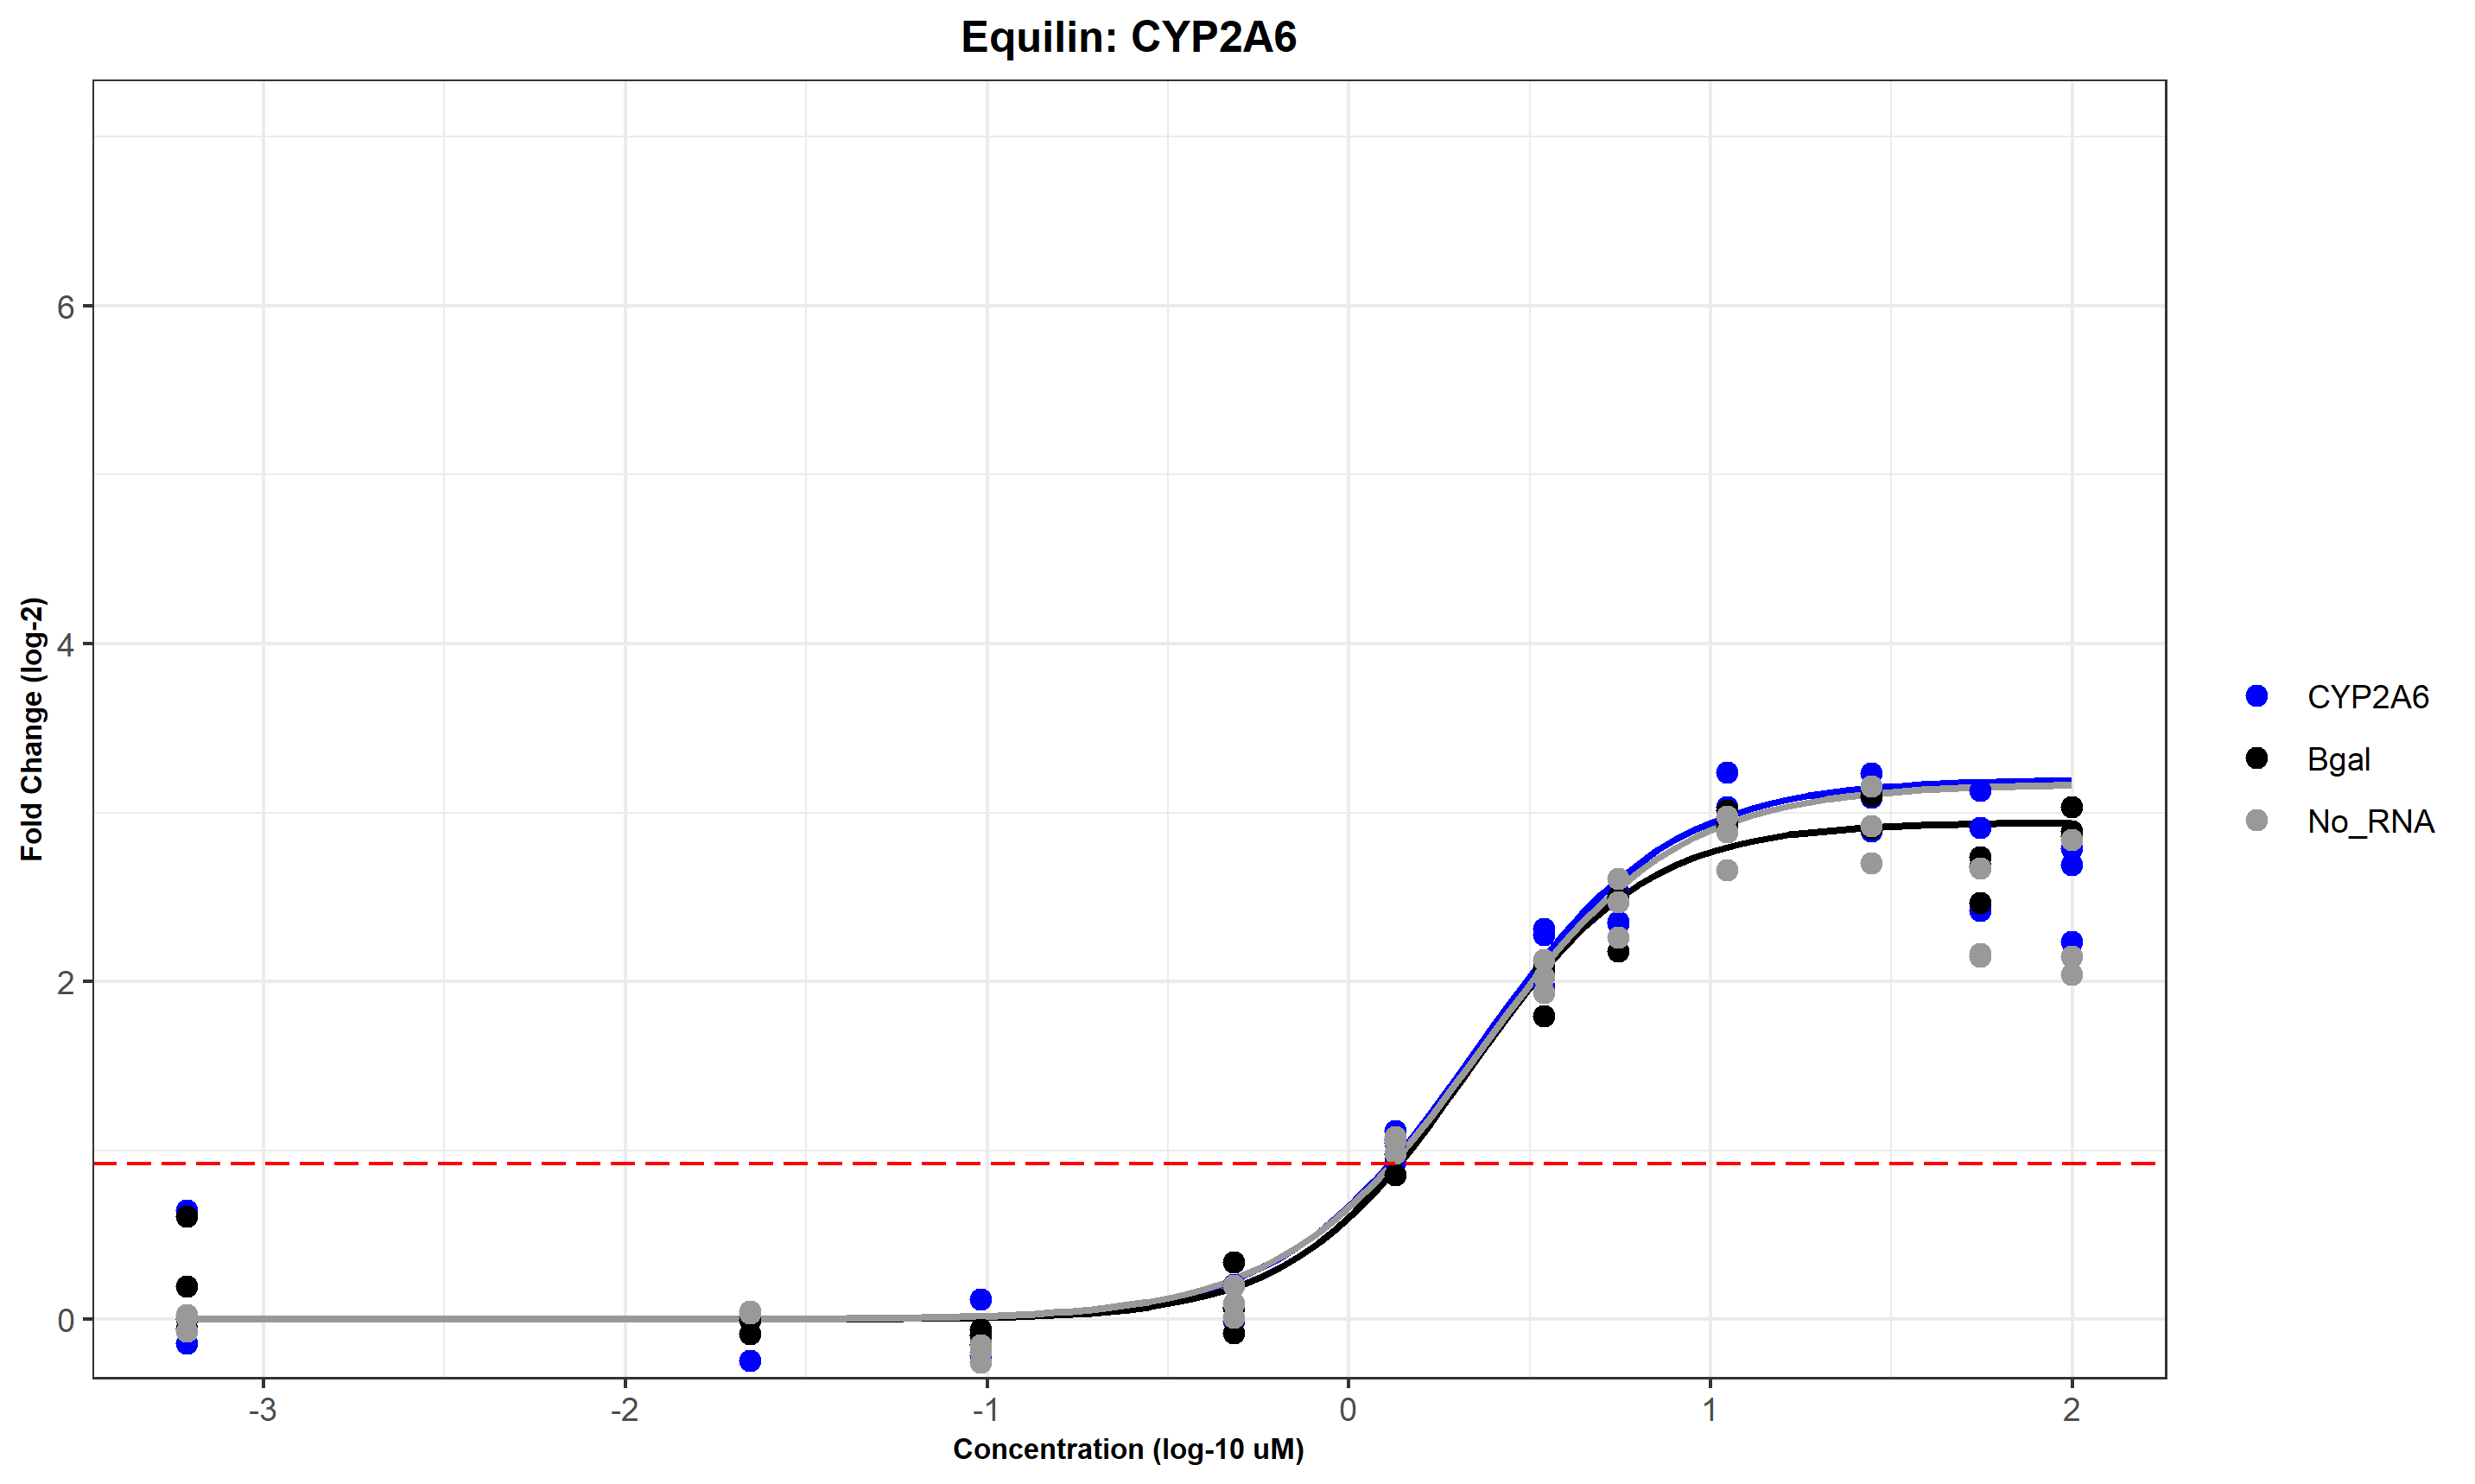 Equilin: CYP2A6
Fold Change (log-2)
6
4
2
0
-3
-2
-1
0
1
2
Concentration (log-10 uM)
CYP2A6
Bgal
No_RNA